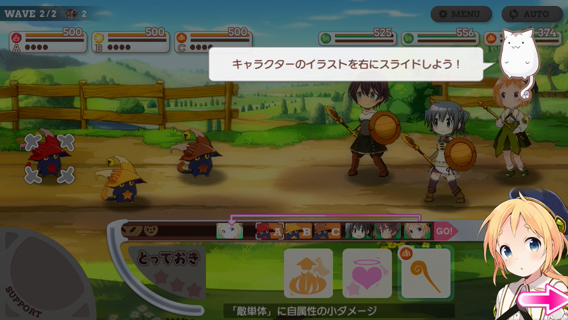 WAVE 2/2 2
MENU
AUTO
500 500 500
525 556 374
A B C
キャラクターのイラストを右にスライドしよう！
A B C GO!
とっておき
SUPPORT
「敵単体」に自属性の小ダメージ